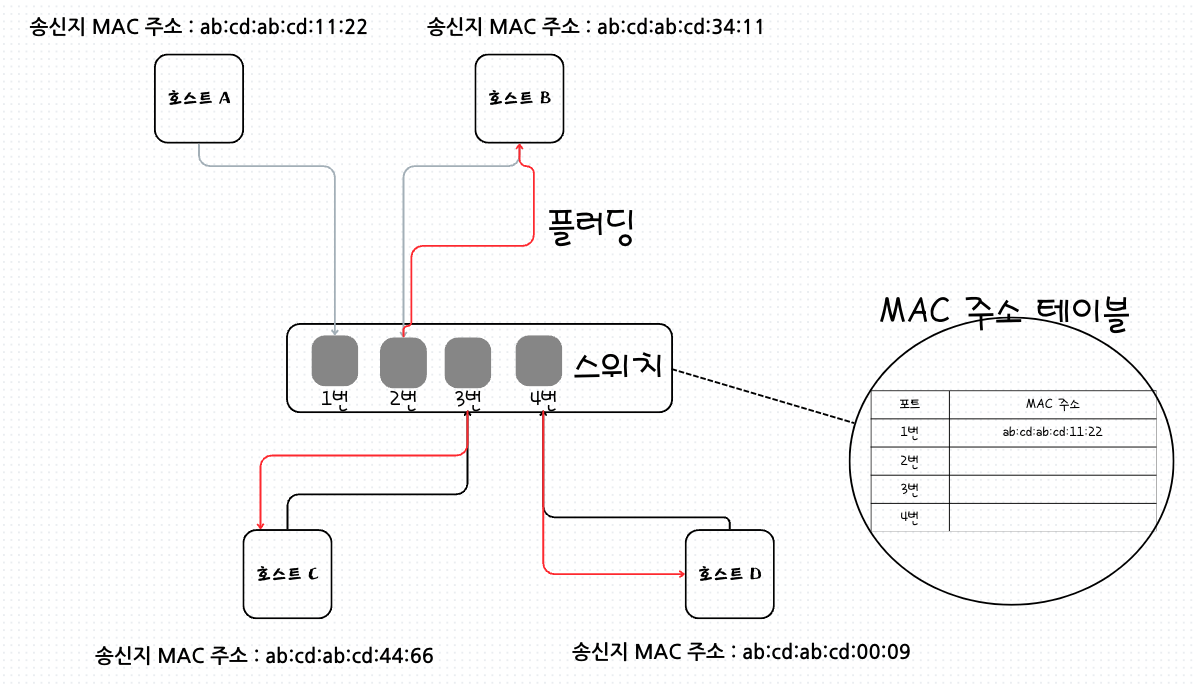 송신지 MAC 주소 : ab:cd:ab:cd:11:22
송신지 MAC 주소 : ab:cd:ab:cd:34:11
호스트 A
호스트 B
플러딩
MAC 주소 테이블
스위치
1번
2번
3번
4번
포트 MAC 주소
1번 ab:cd:ab:cd:11:22
2번
3번
4번
호스트 C
호스트 D
송신지 MAC 주소 : ab:cd:ab:cd:44:66
송신지 MAC 주소 : ab:cd:ab:cd:00:09